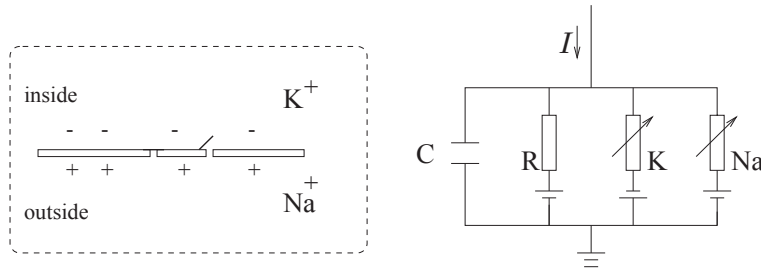 inside
K+
- - - -
+ + + +
Na+
outside
I
C
R
K
Na